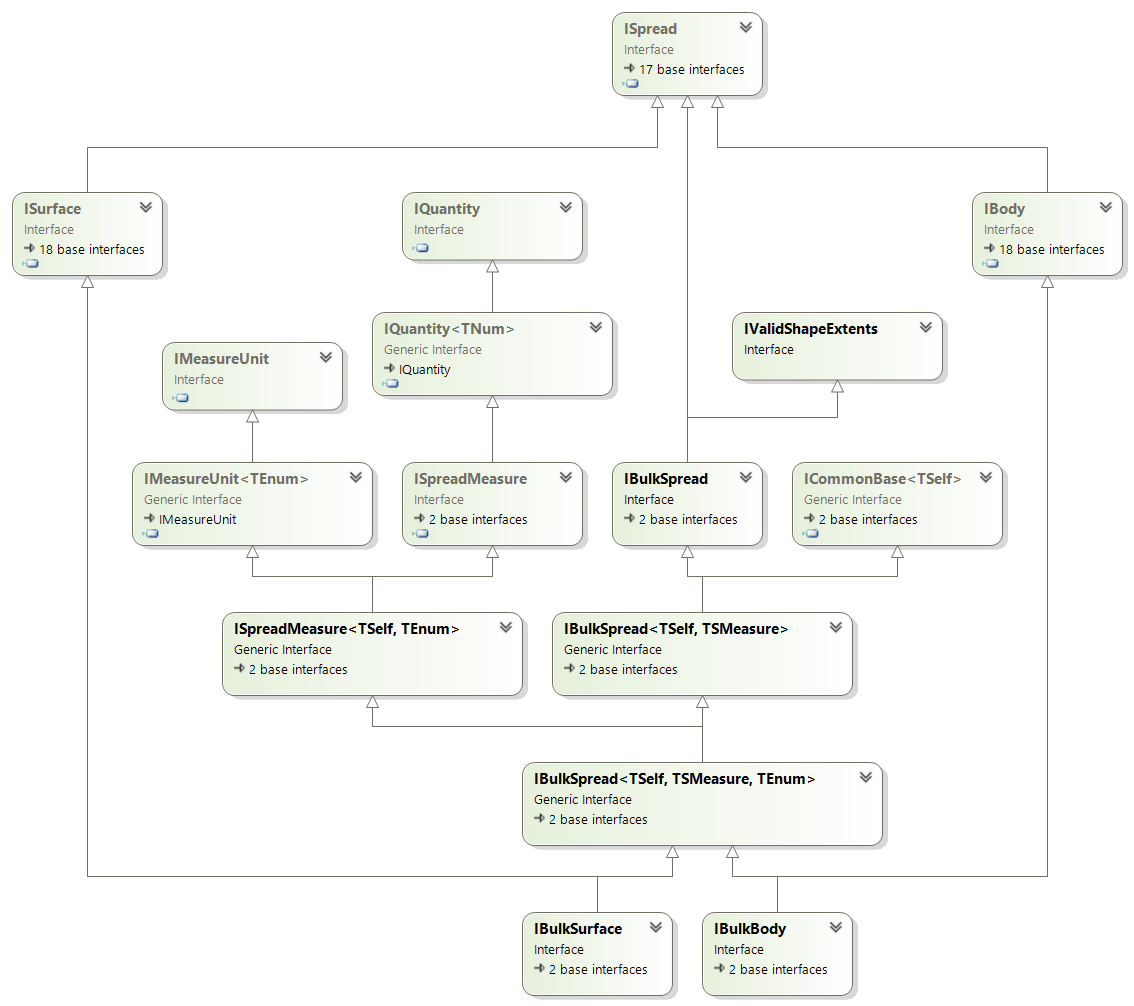 ISpread
Interface
17 base interfaces
ISurface
Interface
18 base interfaces
IQuantity
Interface
IBody
Interface
18 base interfaces
IQuantity<TNum>
Generic Interface
IQuantity
IValidShapeExtents
Interface
IMeasureUnit
Interface
IMeasureUnit<TEnum>
Generic Interface
IMeasureUnit
ISpreadMeasure
Interface
2 base interfaces
IBulkSpread
Interface
2 base interfaces
ICommonBase<TSelf>
Generic Interface
2 base interfaces
ISpreadMeasure<TSelf, TEnum>
Generic Interface
2 base interfaces
IBulkSpread<TSelf, TSMeasure>
Generic Interface
2 base interfaces
IBulkSpread<TSelf, TSMeasure, TEnum>
Generic Interface
2 base interfaces
IBulkSurface
Interface
2 base interfaces
IBulkBody
Interface
2 base interfaces